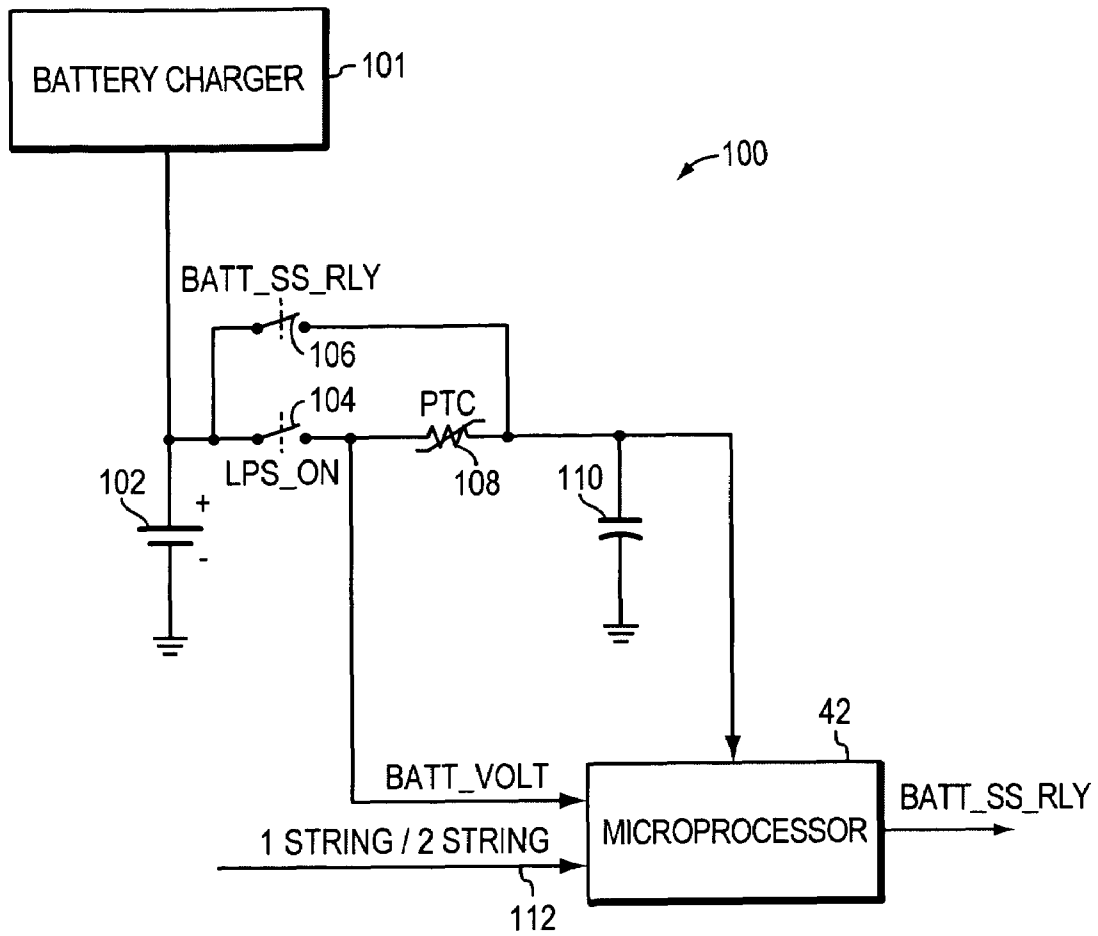 BATTERY CHARGER
101
100
BATT_SS_RLY
106
104
PTC
LPS_ON
108
102
+
-
110
42
BATT_VOLT
BATT_SS_RLY
MICROPROCESSOR
1 STRING / 2 STRING
112